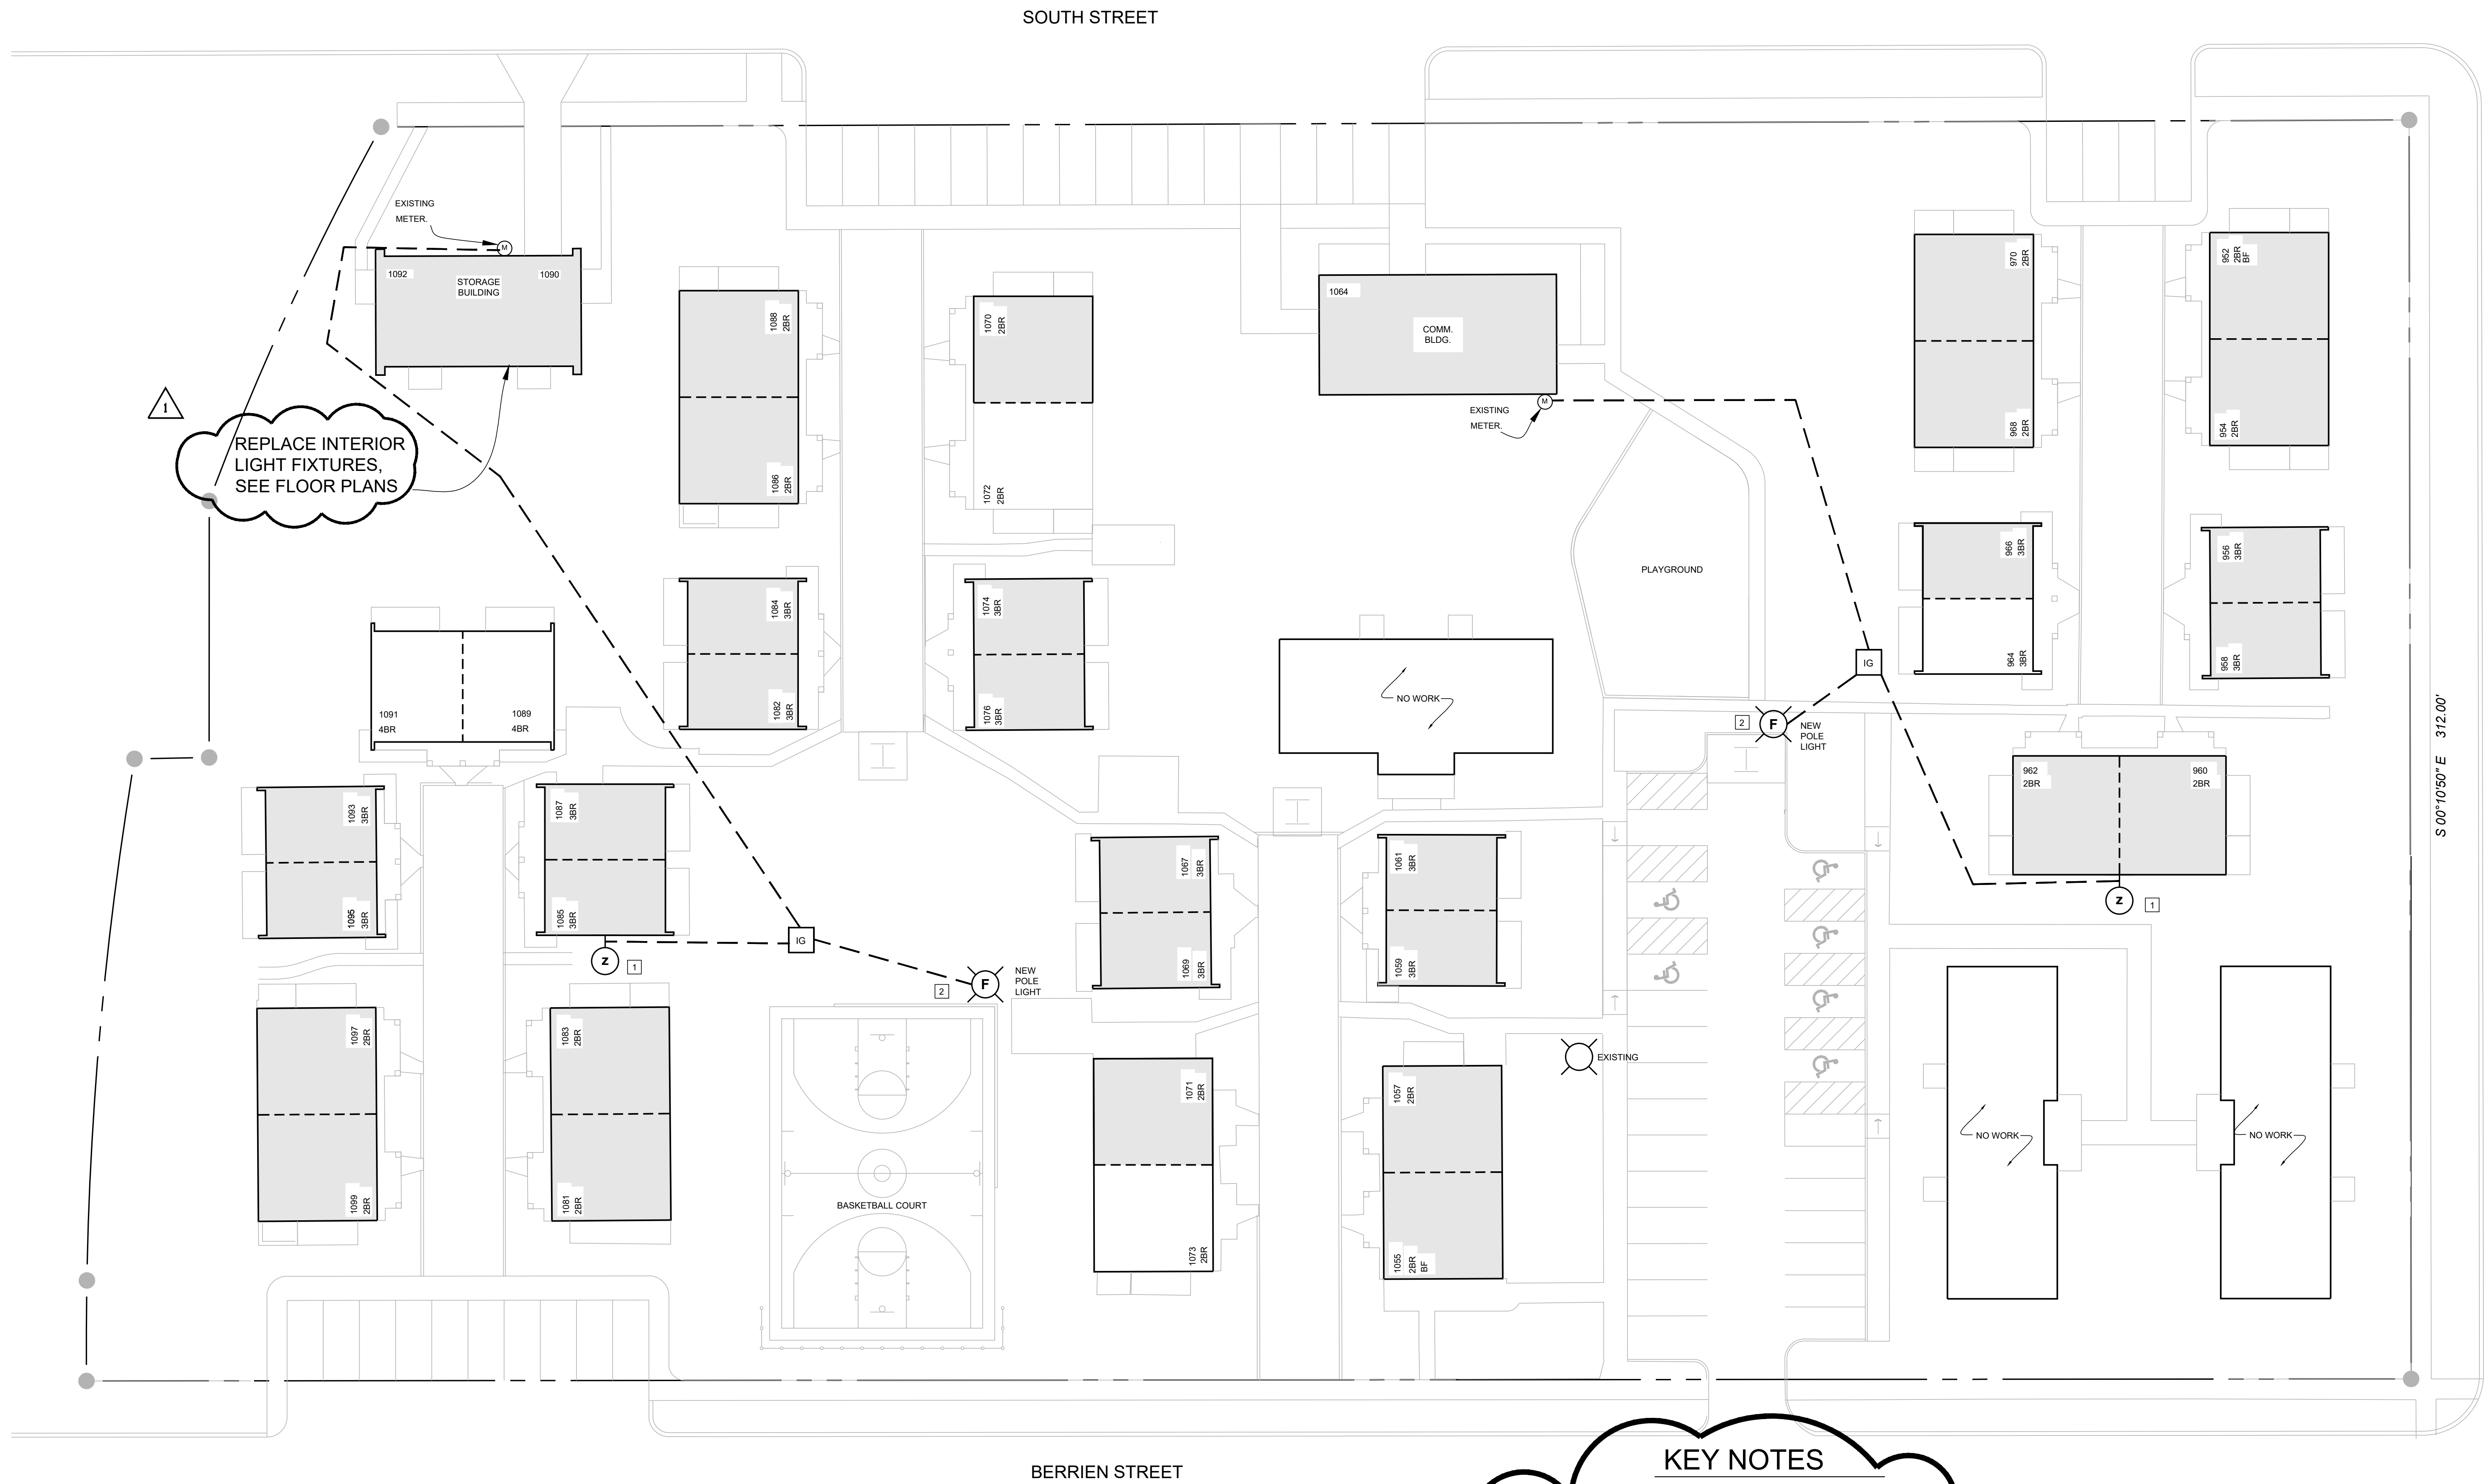 SOUTH STREET
EXISTING
METER.
M
1092
STORAGE
BUILDING
1090
1
REPLACE INTERIOR
LIGHT FIXTURES,
SEE FLOOR PLANS
1088
2BR
1086
2BR
1070
2BR
1072
2BR
1064
COMM.
BLDG.
EXISTING
METER.
M
970
2BR
968
2BR
952
2BR
BF
954
2BR
1084
3BR
1082
3BR
1074
3BR
1076
3BR
PLAYGROUND
966
3BR
964
3BR
956
3BR
958
3BR
1091
4BR
1089
4BR
NO WORK
IG
2
F
NEW
POLE
LIGHT
962
2BR
960
2BR
Z
1
S 00°10'50" E 312.00'
1093
3BR
1095
3BR
1087
3BR
1085
3BR
Z
1
IG
2
F
NEW
POLE
LIGHT
1067
3BR
1069
3BR
1061
3BR
1059
3BR
EXISTING
1097
2BR
1099
2BR
1083
2BR
1081
2BR
BASKETBALL COURT
1071
2BR
1073
2BR
1057
2BR
1055
2BR
BF
NO WORK
NO WORK
BERRIEN STREET
KEY NOTES